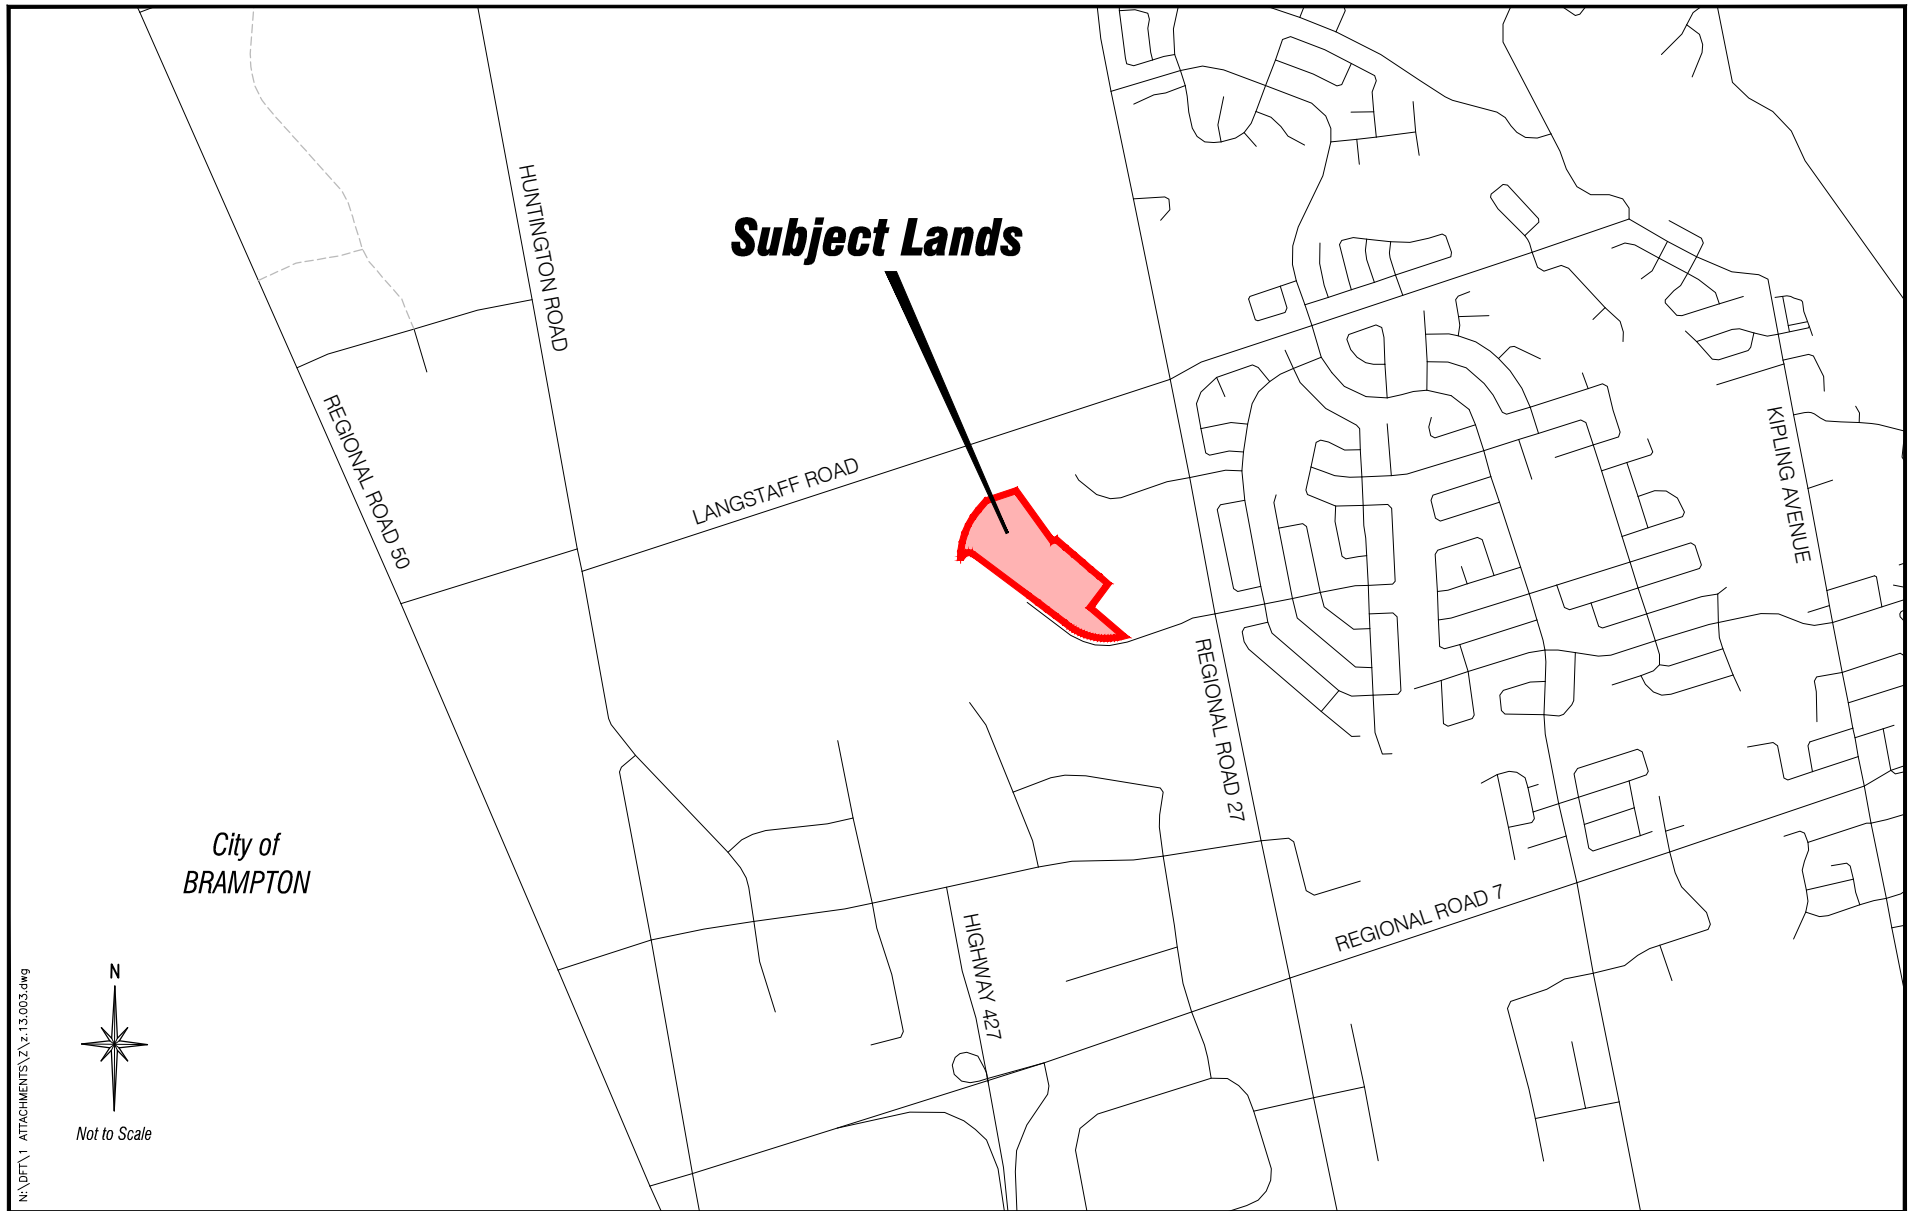 Subject Lands
HUNTINGTON ROAD
REGIONAL ROAD 50
LANGSTAFF ROAD
KIPLING AVENUE
REGIONAL ROAD 27
City of
BRAMPTON
REGIONAL ROAD 7
HIGHWAY 427
N
Not to Scale
N:\DFT\1 ATTACHMENTS\Z\z.13.003.dwg